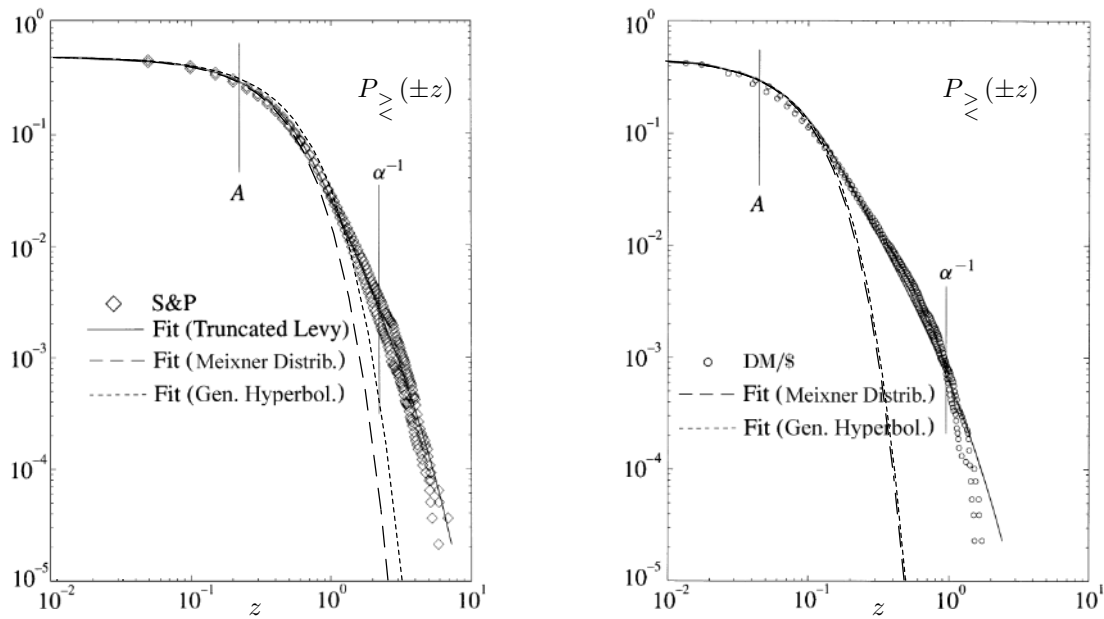 10^0
10^-1
10^-2
10^-3
10^-4
10^-5
10^-2
10^-1
10^0
10^1
z
P≷(±z)
A
α^-1
S&P
Fit (Truncated Levy)
Fit (Meixner Distrib.)
Fit (Gen. Hyperbol.)
10^0
10^-1
10^-2
10^-3
10^-4
10^-5
10^-2
10^-1
10^0
10^1
z
P≷(±z)
A
α^-1
DM/$
Fit (Meixner Distrib.)
Fit (Gen. Hyperbol.)